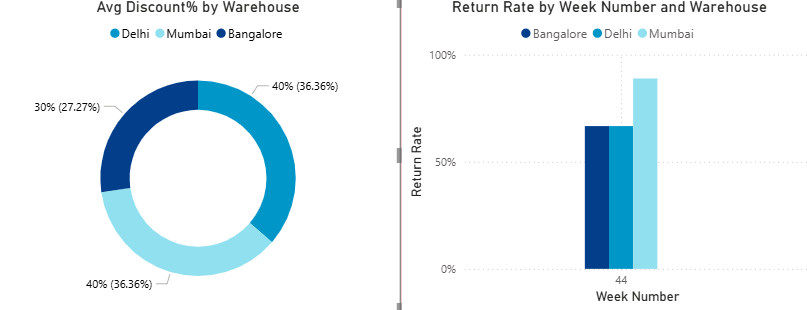 Avg Discount% by Warehouse
Delhi Mumbai Bangalore
40% (36.36%)
30% (27.27%)
40% (36.36%)
Return Rate by Week Number and Warehouse
Bangalore Delhi Mumbai
100%
50%
0%
Return Rate
44
Week Number